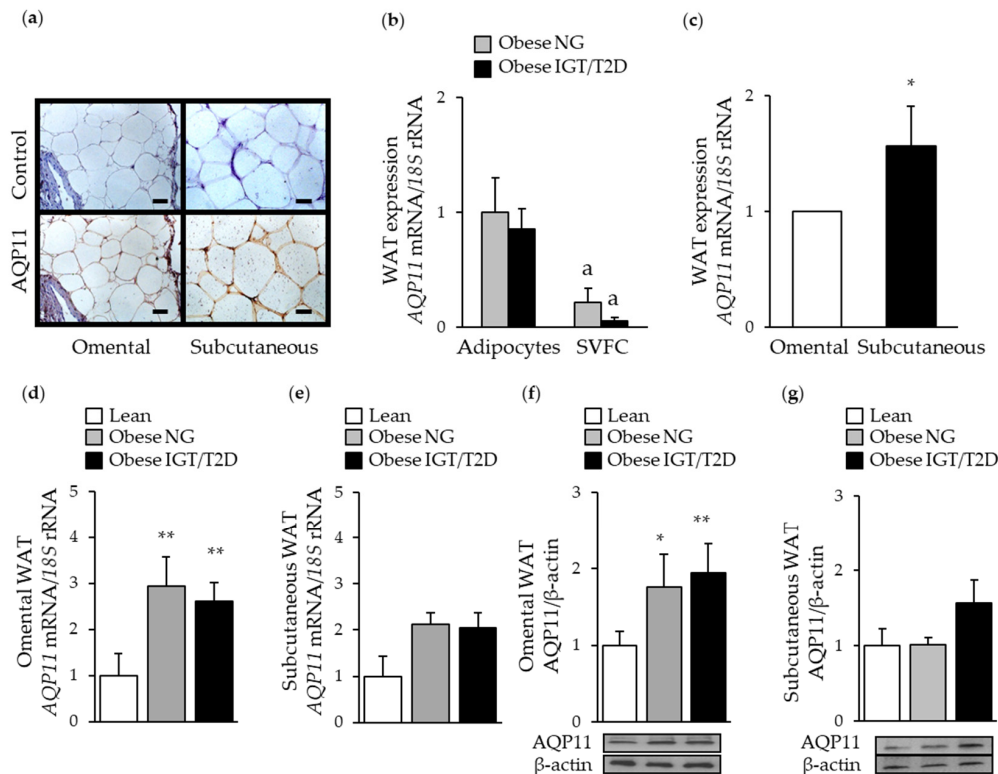 (a)
Control
AQP11
Omental
Subcutaneous
(b)
Obese NG
Obese IGT/T2D
WAT expression
AQP11 mRNA/18S rRNA
2
1
0
a
a
Adipocytes
SVFC
(c)
WAT expression
AQP11 mRNA/18S rRNA
2
1
0
*
Omental
Subcutaneous
(d)
Lean
Obese NG
Obese IGT/T2D
Omental WAT
AQP11 mRNA/18S rRNA
5
4
3
2
1
0
**
**
(e)
Lean
Obese NG
Obese IGT/T2D
Subcutaneous WAT
AQP11 mRNA/18S rRNA
5
4
3
2
1
0
(f)
Lean
Obese NG
Obese IGT/T2D
Omental WAT
AQP11/β-actin
3
2
1
0
*
**
AQP11
β-actin
(g)
Lean
Obese NG
Obese IGT/T2D
Subcutaneous WAT
AQP11/β-actin
3
2
1
0
AQP11
β-actin